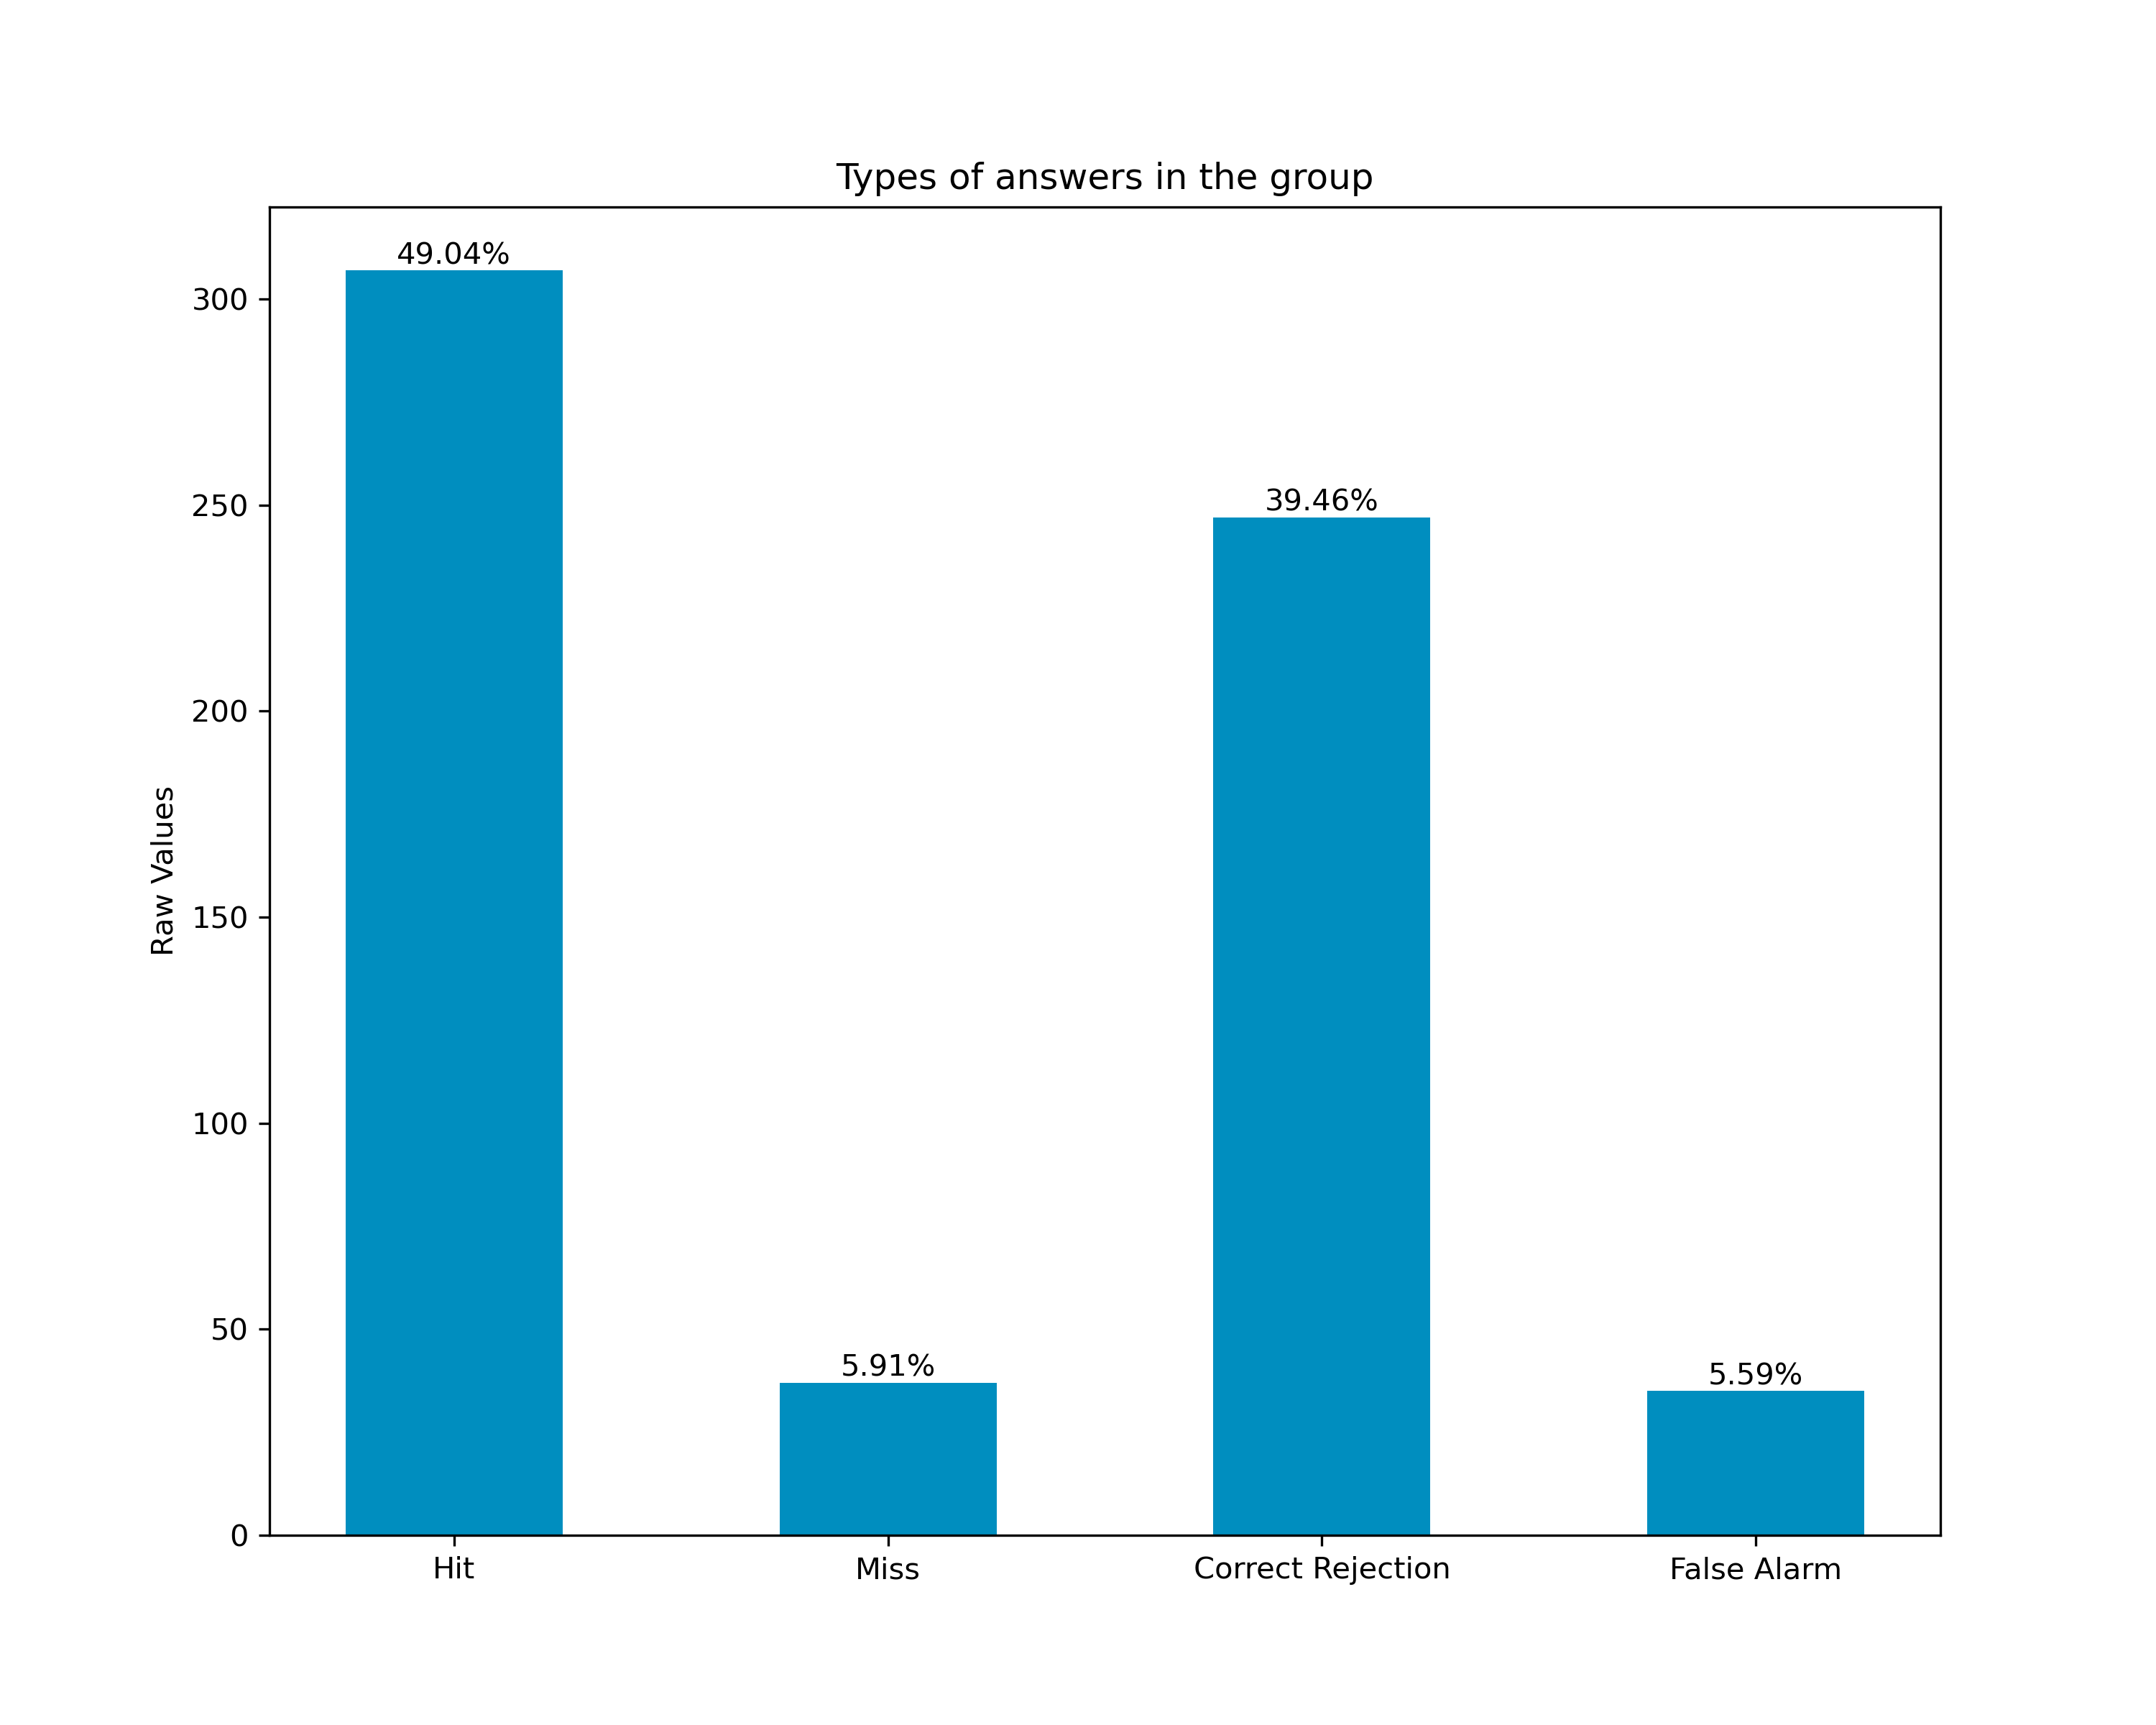 Types of answers in the group
49.04%
39.46%
5.91%
5.59%
300
250
200
150
100
50
0
Raw Values
Hit
Miss
Correct Rejection
False Alarm